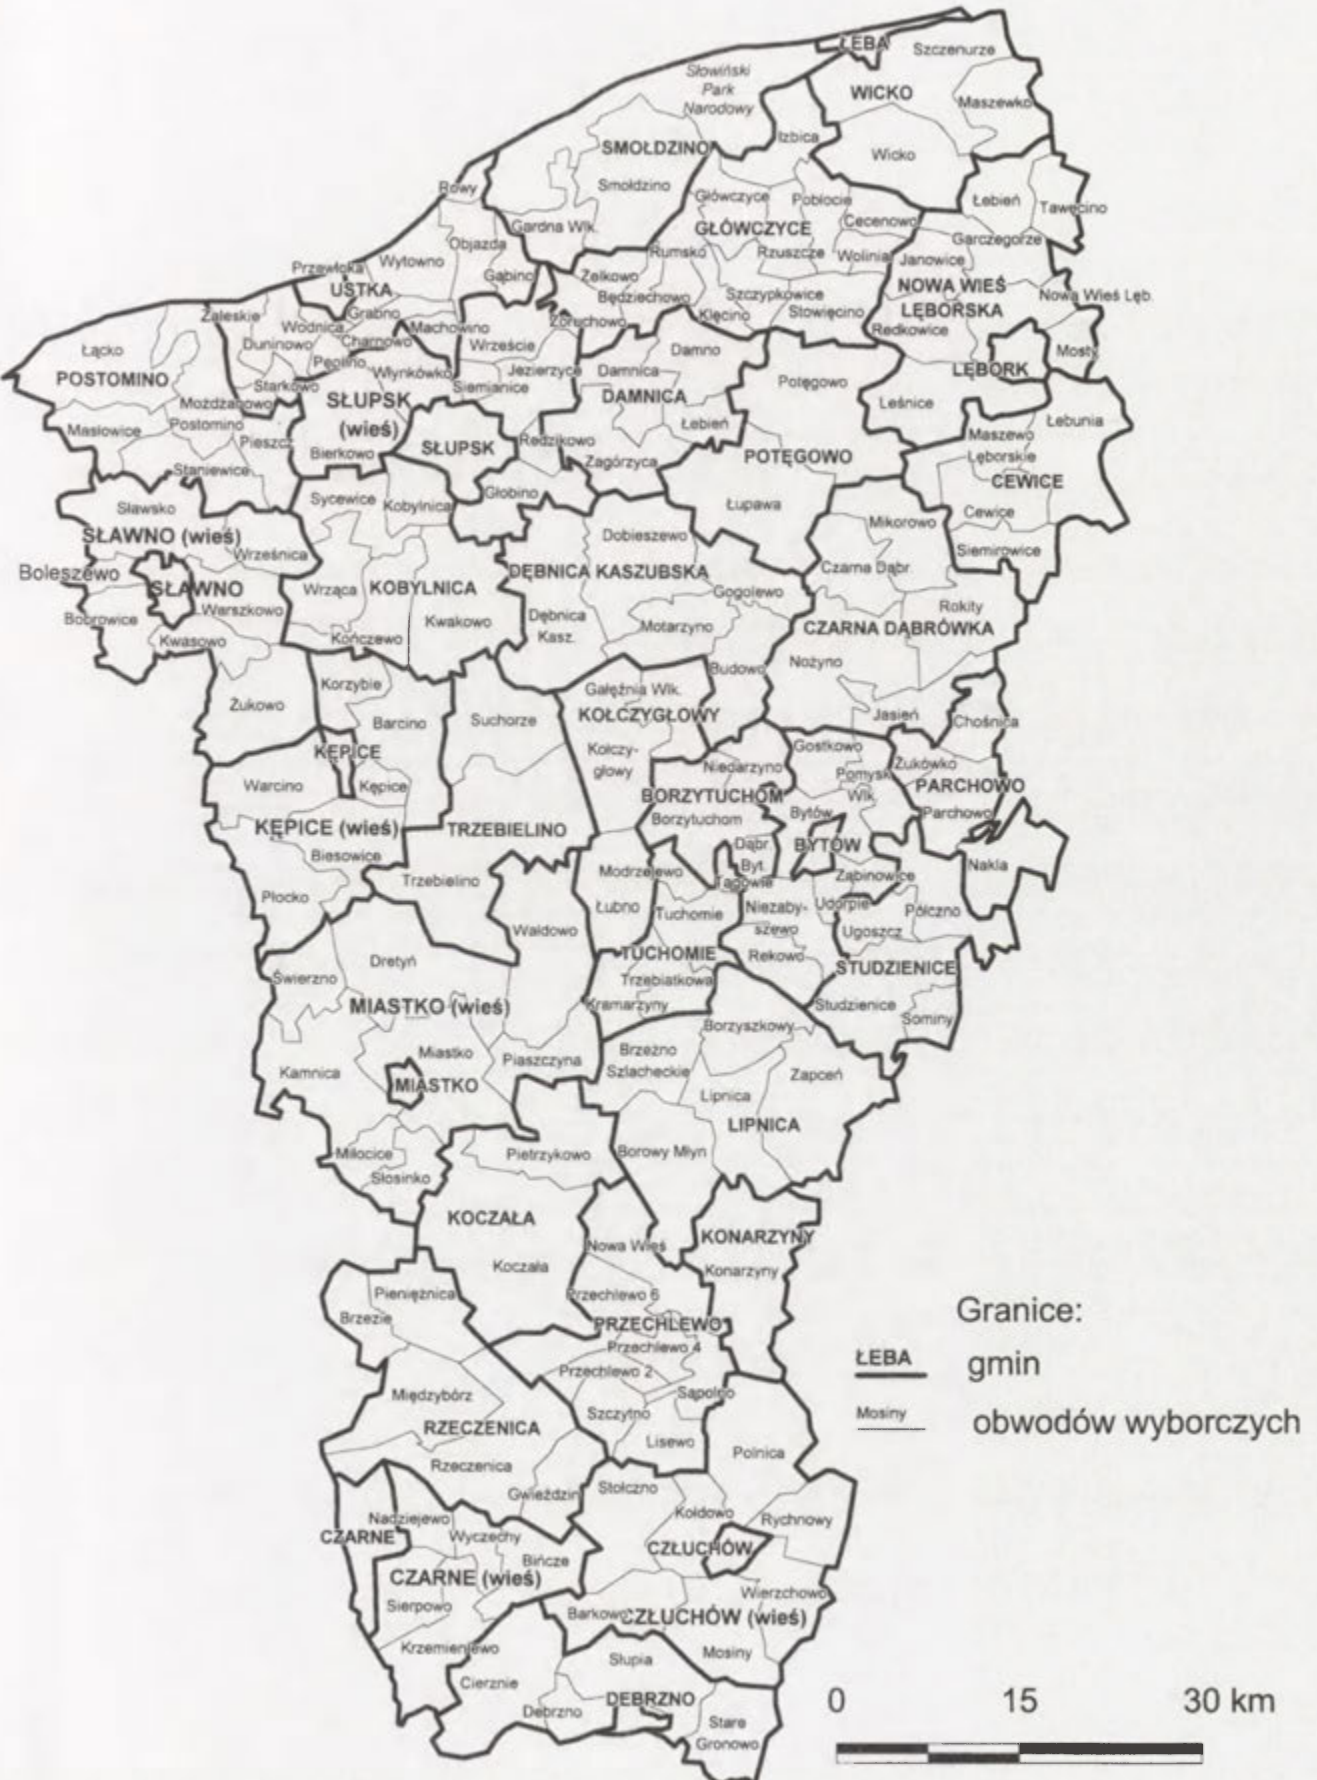 ŁEBA
Szczenurze
Słowiński
Park
Narodowy
WICKO
Maszewko
Izbica
SMOŁDZINO
Wicko
Smołdzino
Rowy
Główczyce
Pobłocie
Łebień
Tawęcino
Gardna Wlk.
GŁÓWCZYCE
Cecenowo
Objazda
Garczegorze
Przewłoka
Wytowno
Gąbino
Żelkowo
Rumsko
Rzuszcze
Wolinia
Janowice
USTKA
NOWA WIEŚ
LĘBORSKA
Nowa Wieś Lęb.
Będziechowo
Szczypkowice
Zaleskie
Grabno
Wodnica
Machowino
Żoruchowo
Klęcino
Stowięcino
Redkowice
Łącko
Duninowo
Charnowo
Wrzeście
Damno
Mosty
POSTOMINO
Pęplino
Włynkówko
Jezierzyce
Damnica
Potęgowo
LĘBORK
Starkowo
Siemianice
Możdżanowo
SŁUPSK
(wieś)
DAMNICA
Leśnice
Masłowice
Postomino
Pieszcz
Bierkowo
SŁUPSK
Redzikowo
Łebień
Lebunia
Maszewo
Lęborskie
Staniewice
Zagórzyca
POTĘGOWO
CEWICE
Sławsko
Sycewice
Kobylnica
Głobino
Łupawa
Cewice
Mikorowo
SŁAWNO (wieś)
Wrześnica
Dobieszewo
Siemirowice
Boleszewo
SŁAWNO
Wrząca
KOBYLNICA
DĘBNICA KASZUBSKA
Czarna Dąbr.
Gogolewo
Bobrowice
Warszkowo
Kwakowo
Dębnica
Kasz.
Motarzyno
Rokity
CZARNA DĄBRÓWKA
Kwasowo
Kończewo
Budowo
Nożyno
Korzybie
Gałęźnia Wlk.
Żukowo
Barcino
Suchorze
KOŁCZYGŁOWY
Jasień
Chośnica
KĘPICE
Kołczy-
głowy
Gostkowo
Niedarzyno
Żukówko
Warcino
Kępice
Pomysk
Wlk.
PARCHOWO
BORZYTUCHOM
Borzytuchom
Bytów
Parchowo
KĘPICE (wieś)
TRZEBIELINO
Dąbr.
Byt.
BYTÓW
Biesowice
Modrzejewo
Tągowie
Ząbinowice
Nakla
Płocko
Trzebielino
Łubno
Tuchomie
Niezaby-
szewo
Udorpie
Półczno
Wałdowo
Ugoszcz
TUCHOMIE
Rekowo
STUDZIENICE
Dretyń
Świerzno
Trzebiatkowa
Kramarzyny
Studzienice
Sominy
MIASTKO (wieś)
Borzyszkowy
Miastko
Piaszczyna
Brzeźno
Szlacheckie
Kamnica
MIASTKO
Lipnica
Zapceń
LIPNICA
Miłocice
Pietrzykowo
Borowy Młyn
Słosinko
KOCZAŁA
Nowa Wieś
KONARZYNY
Koczała
Konarzyny
Pieniężnica
Przechlewo 6
Brzezie
PRZECHLEWO
Przechlewo 4
Przechlewo 2
Międzybórz
Sąpolno
RZECZENICA
Szczytno
Lisewo
Polnica
Rzeczenica
Gwieździn
Stołczno
Kołdowo
Rychnowy
Nadziejewo
CZARNE
Wyczechy
CZŁUCHÓW
Bińcze
CZARNE (wieś)
Sierpowo
Wierzchowo
Barkowo
CZŁUCHÓW (wieś)
Krzemieniewo
Słupia
Mosiny
Cierznie
DEBRZNO
Debrzno
Stare
Gronowo
Granice:
ŁEBA
gmin
Mosiny
obwodów wyborczych
0 15 30 km